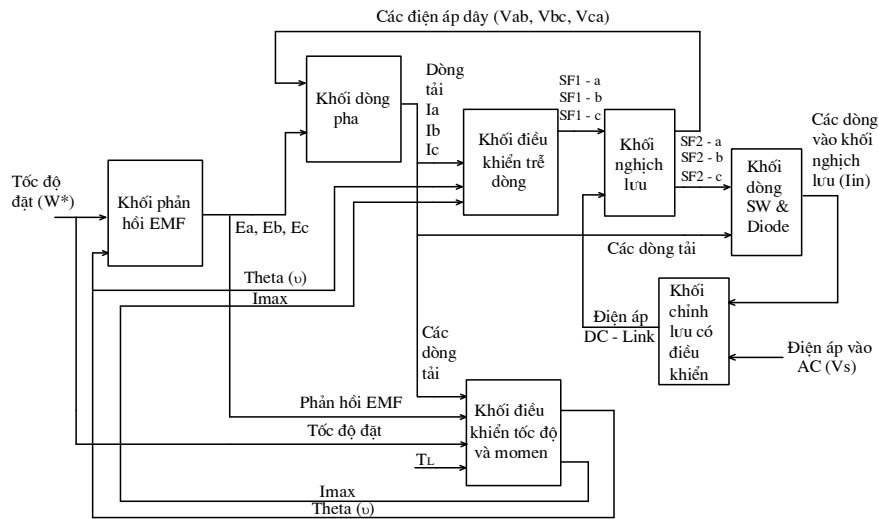 Các điện áp dây (Vab, Vbc, Vca)
Khối dòng
pha
Dòng
tải
Ia
Ib
Ic
SF1 - a
SF1 - b
SF1 - c
Khối điều
khiển trễ
dòng
Khối
nghịch
lưu
SF2 - a
SF2 - b
SF2 - c
Khối
dòng
SW &
Diode
Các dòng
vào khối
nghịch
lưu (Iin)
Tốc độ
đặt (W*)
Khối phản
hồi EMF
Ea, Eb, Ec
Các dòng tải
Theta (υ)
Imax
Điện áp
DC - Link
Khối
chỉnh
lưu có
điều
khiển
Điện áp vào
AC (Vs)
Các
dòng
tải
Phản hồi EMF
Tốc độ đặt
TL
Khối điều
khiển tốc độ
và momen
Imax
Theta (υ)